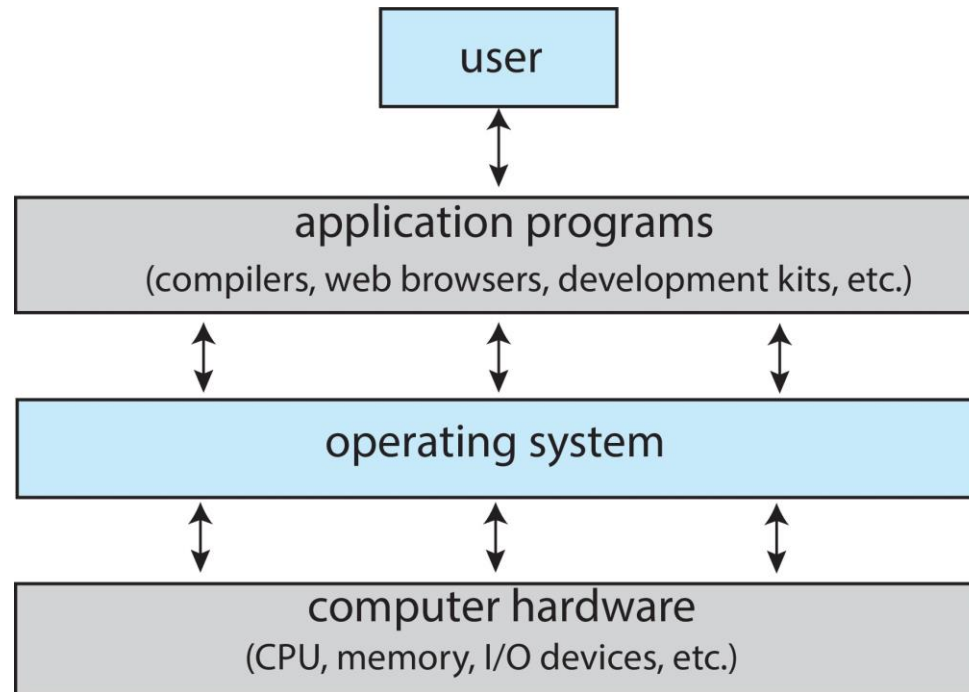 user
application programs
(compilers, web browsers, development kits, etc.)
operating system
computer hardware
(CPU, memory, I/O devices, etc.)